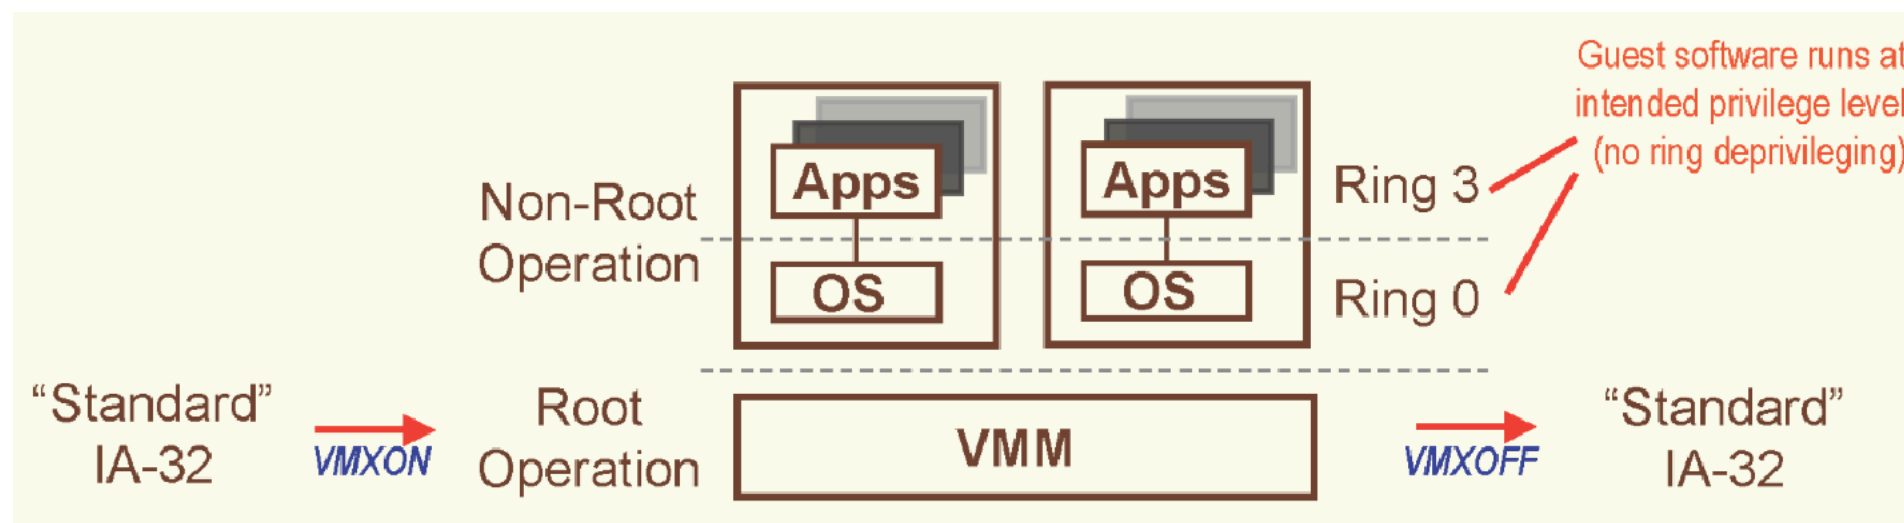 Guest software runs at
intended privilege level
(no ring deprivileging)
Non-Root
Operation
Apps
OS
Apps
OS
Ring 3
Ring 0
"Standard"
IA-32
VMXON
Root
Operation
VMM
VMXOFF
"Standard"
IA-32